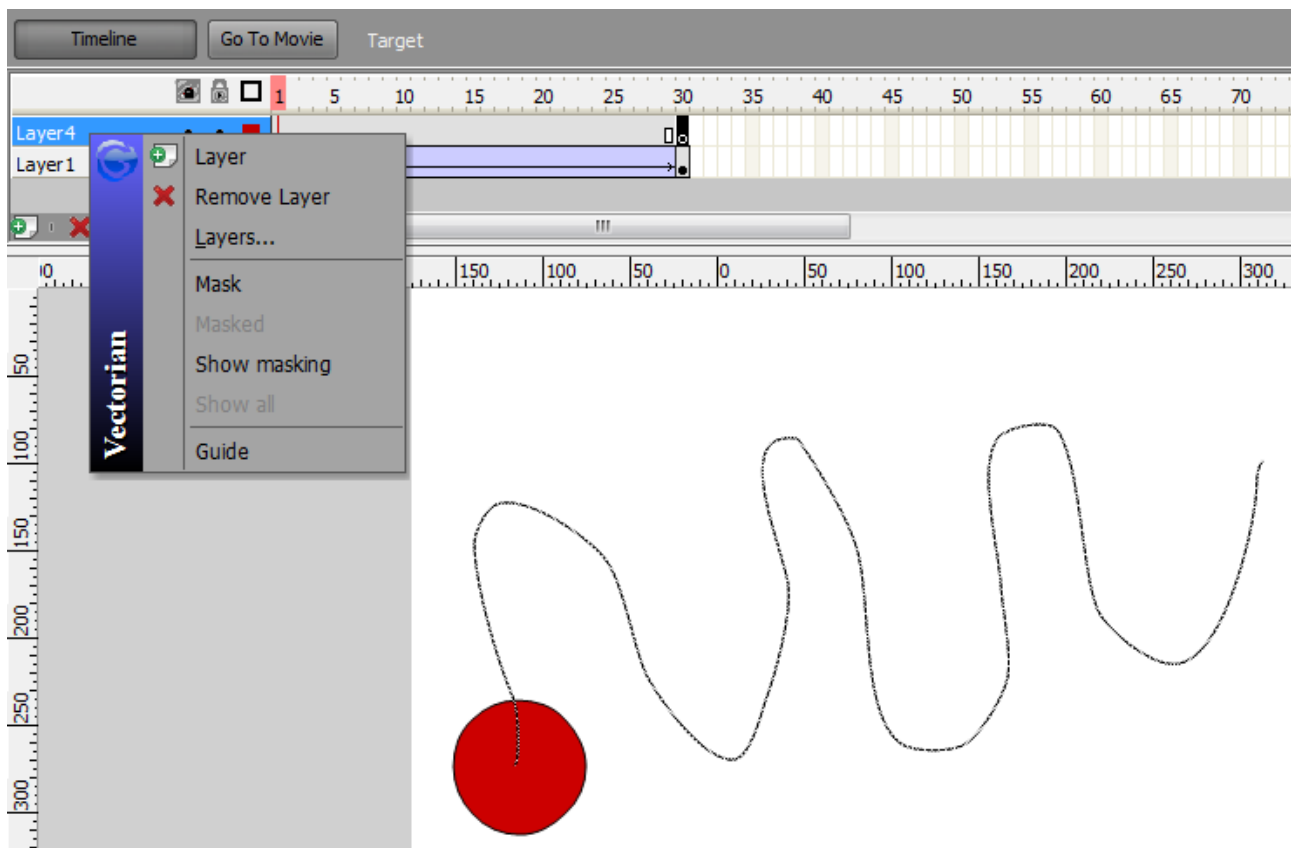 Timeline Go To Movie Target
1 5 10 15 20 25 30 35 40 45 50 55 60 65 70
Layer4
Layer1
Layer
Remove Layer
Layers...
Mask
Masked
Show masking
Show all
Guide
Vectorian
00 150 100 50 0 50 100 150 200 250 300
50
100
150
200
250
300